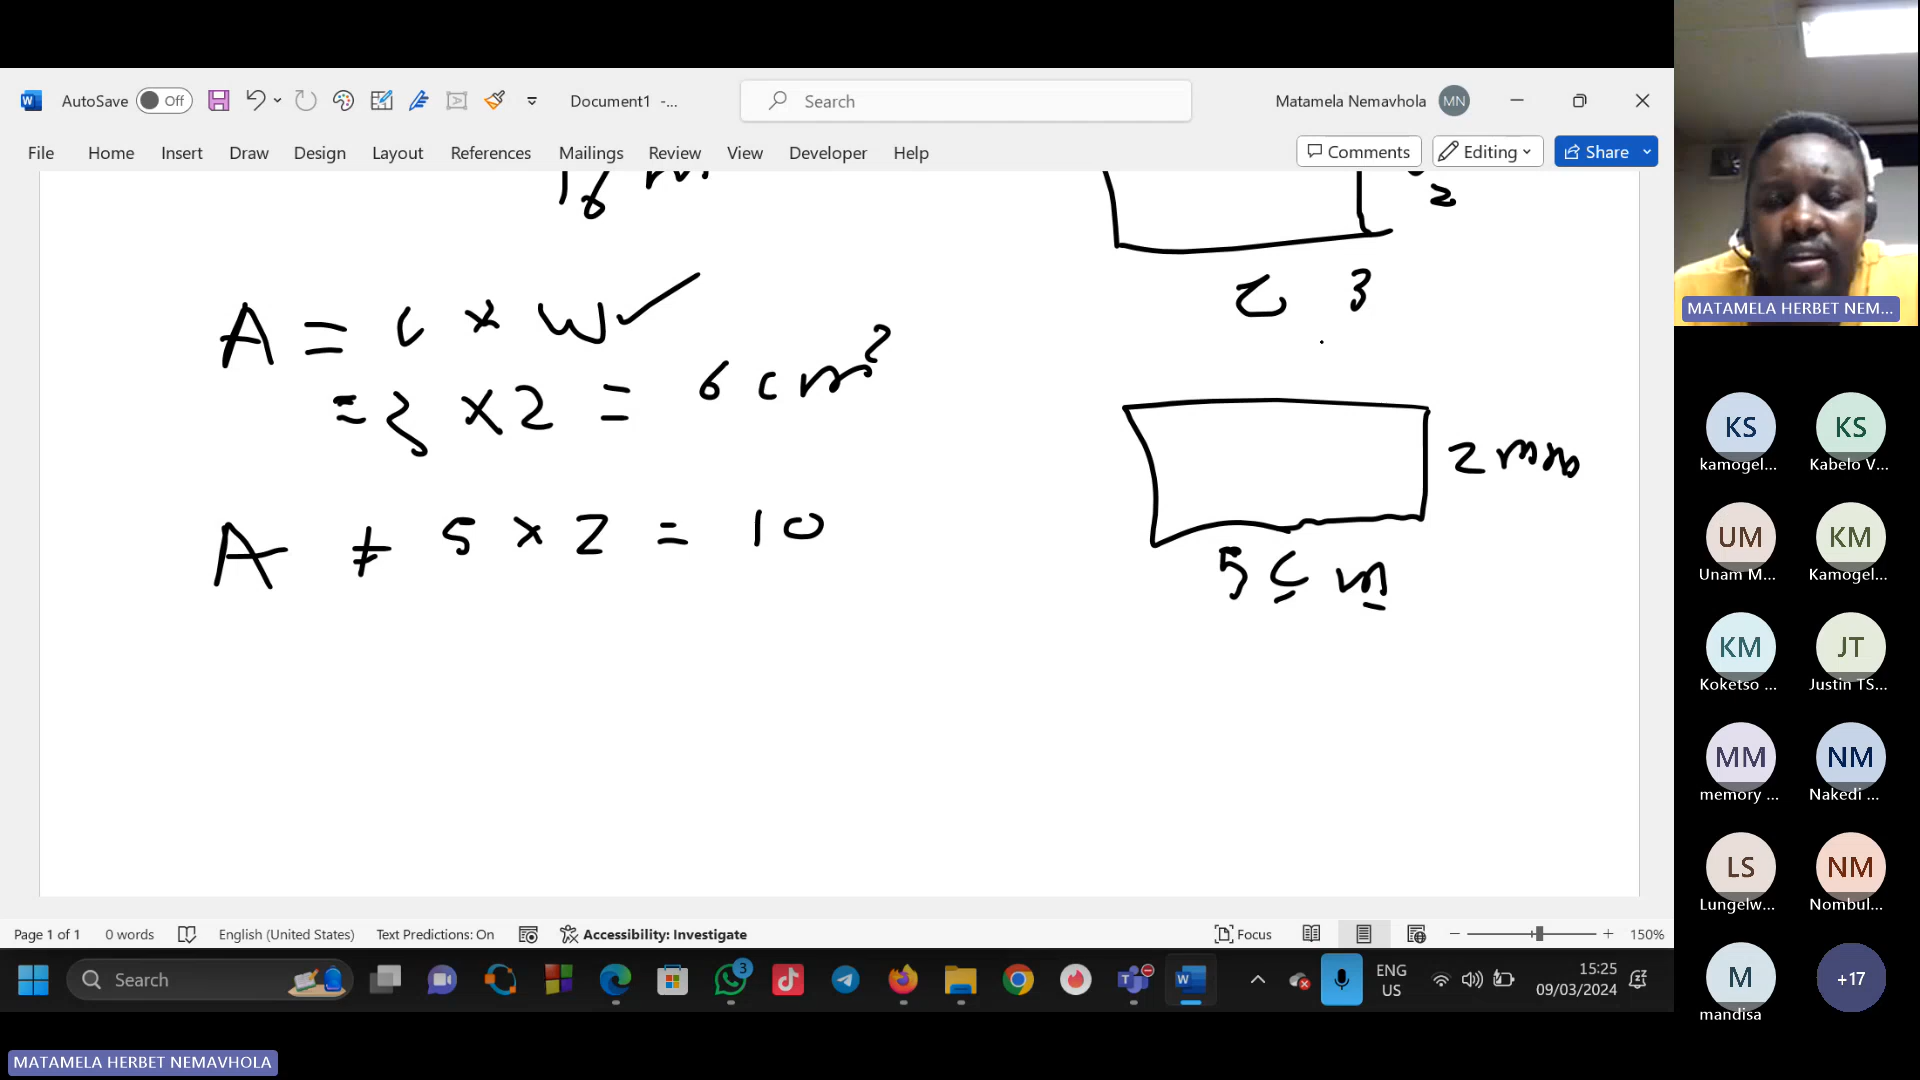 AutoSave Off Document1 -... Search Matamela Nemavhola MN
File Home Insert Draw Design Layout References Mailings Review View Developer Help Comments Editing Share
2
3
A = L × W ✓
= 3 × 2 = 6 cm²
2 mm
A ≠ 5 × 2 = 10
5 cm
MATAMELA HERBET NEM...
KS KS
kamogel... Kabelo V...
UM KM
Unam M... Kamogel...
KM JT
Koketso ... Justin TS...
MM NM
memory ... Nakedi ...
LS NM
Lungelw... Nombul...
M +17
mandisa
Page 1 of 1 0 words English (United States) Text Predictions: On Accessibility: Investigate Focus 150%
Search 3 ENG US 15:25 09/03/2024
MATAMELA HERBET NEMAVHOLA